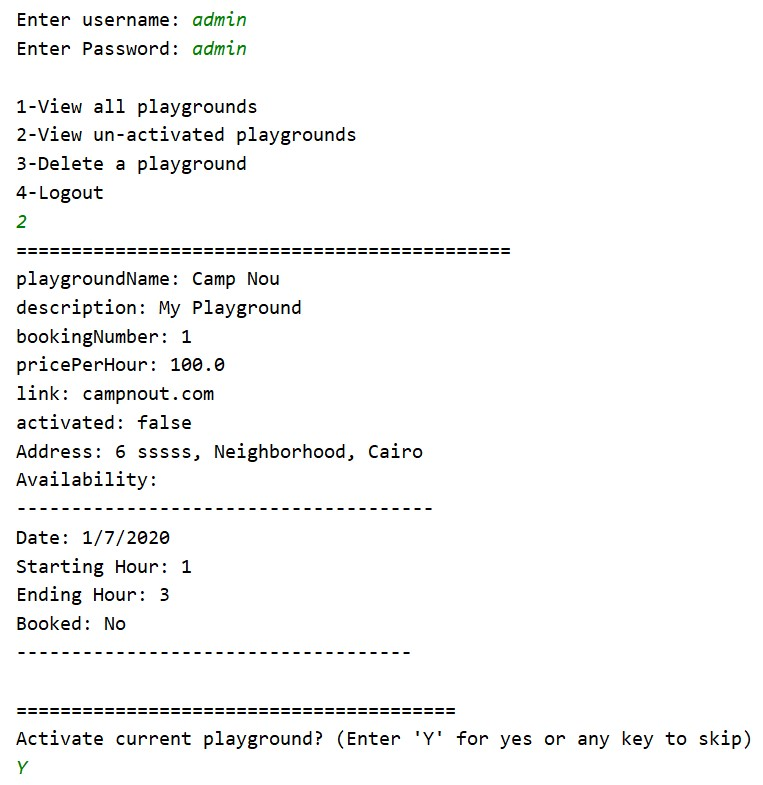 Enter username: admin
Enter Password: admin
1-View all playgrounds
2-View un-activated playgrounds
3-Delete a playground
4-Logout
2
=============================================
playgroundName: Camp Nou
description: My Playground
bookingNumber: 1
pricePerHour: 100.0
link: campnout.com
activated: false
Address: 6 sssss, Neighborhood, Cairo
Availability:
--------------------------------------
Date: 1/7/2020
Starting Hour: 1
Ending Hour: 3
Booked: No
------------------------------------
========================================
Activate current playground? (Enter 'Y' for yes or any key to skip)
Y